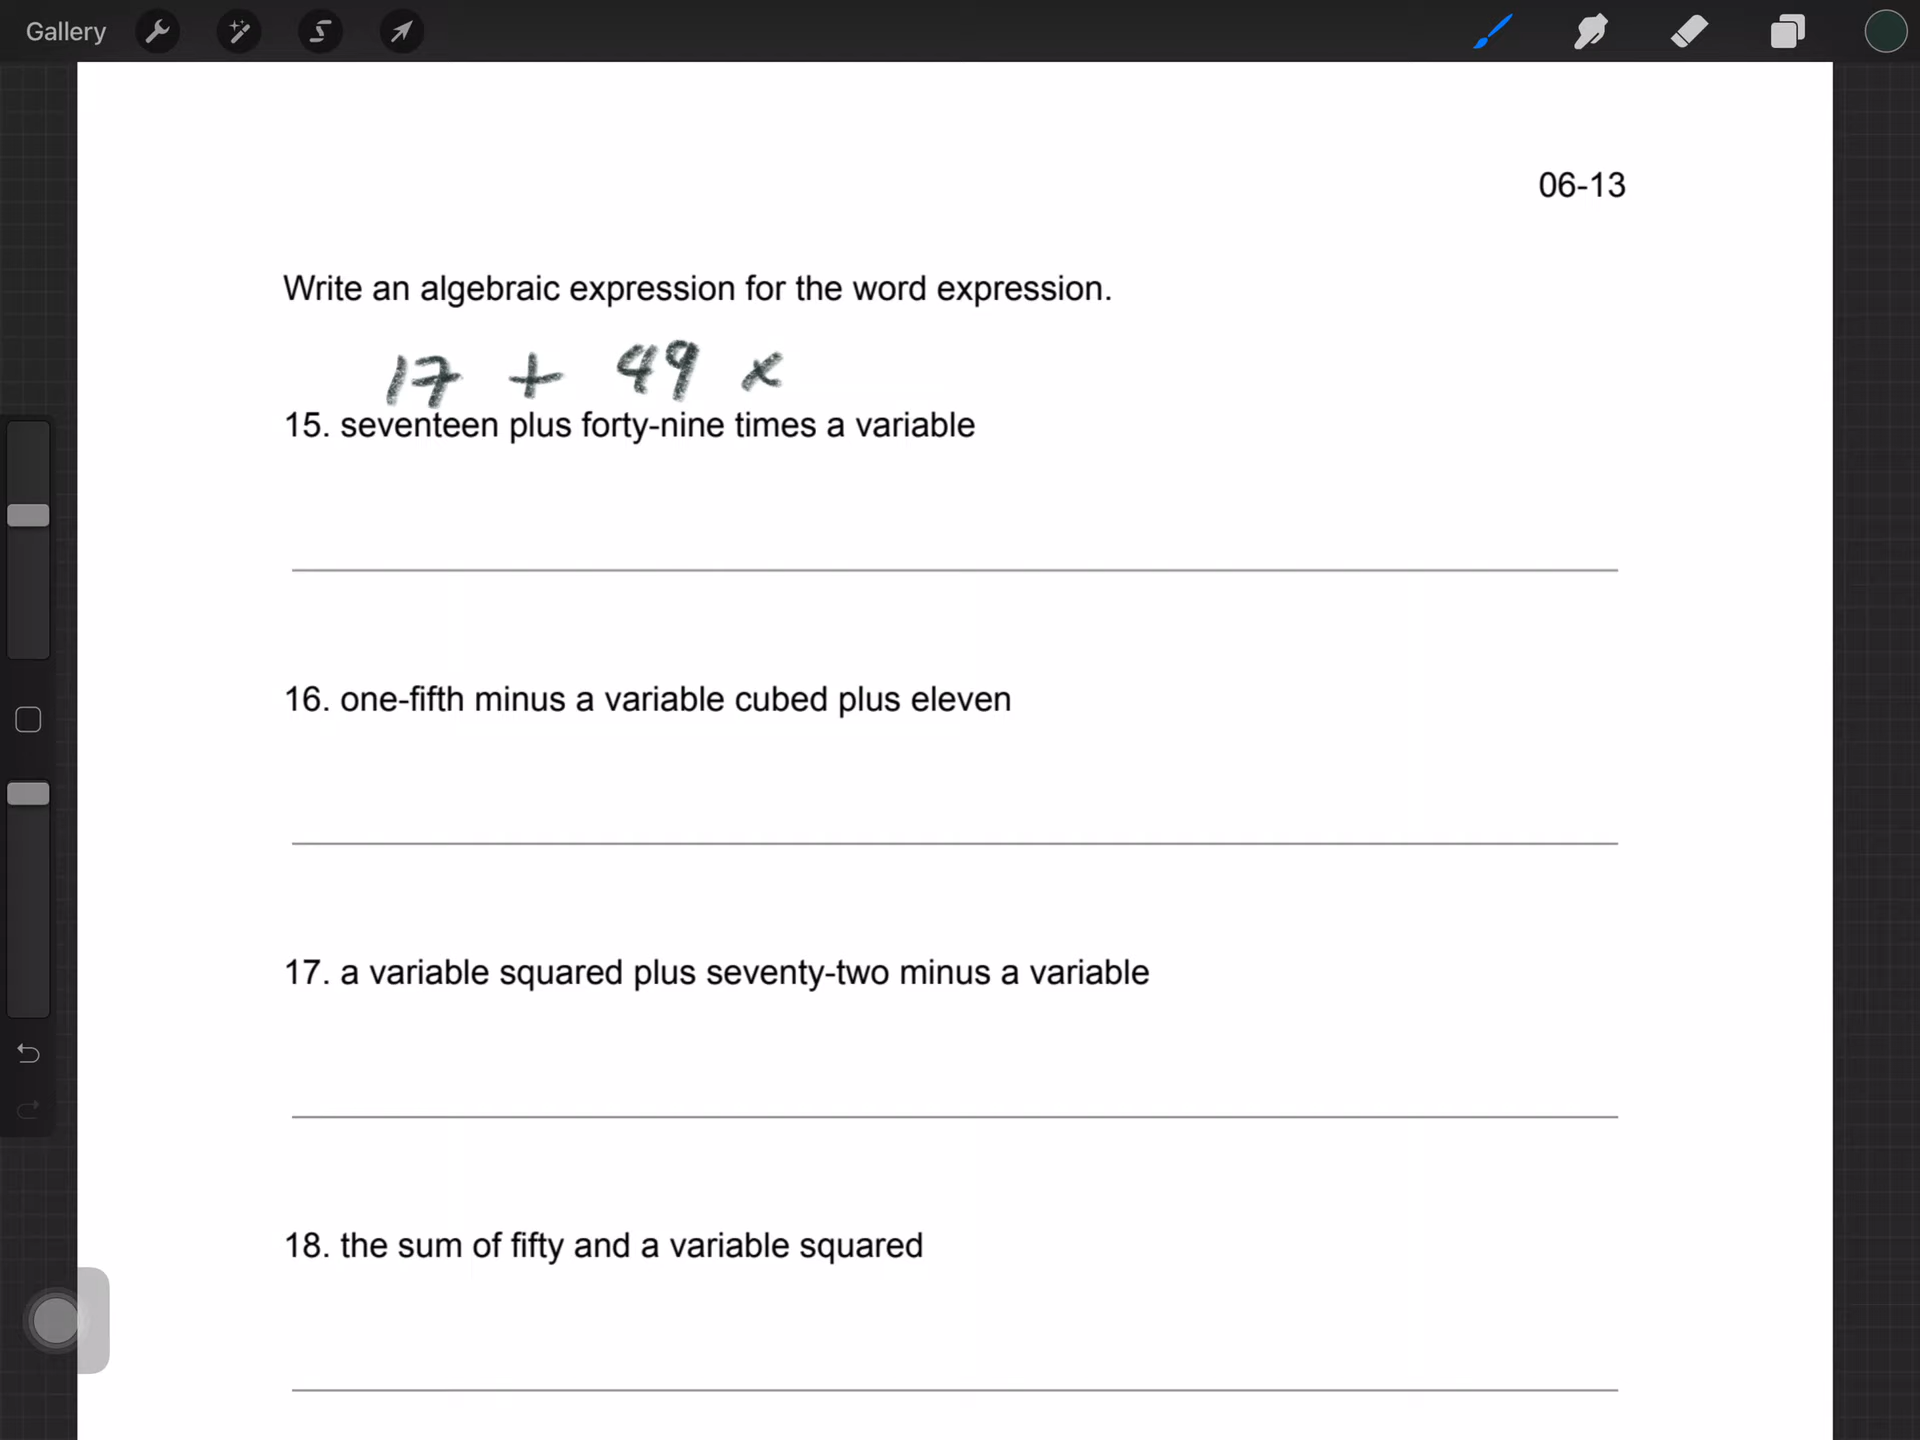 Gallery
06-13
Write an algebraic expression for the word expression.
17 + 49 x
15. seventeen plus forty-nine times a variable
16. one-fifth minus a variable cubed plus eleven
17. a variable squared plus seventy-two minus a variable
18. the sum of fifty and a variable squared